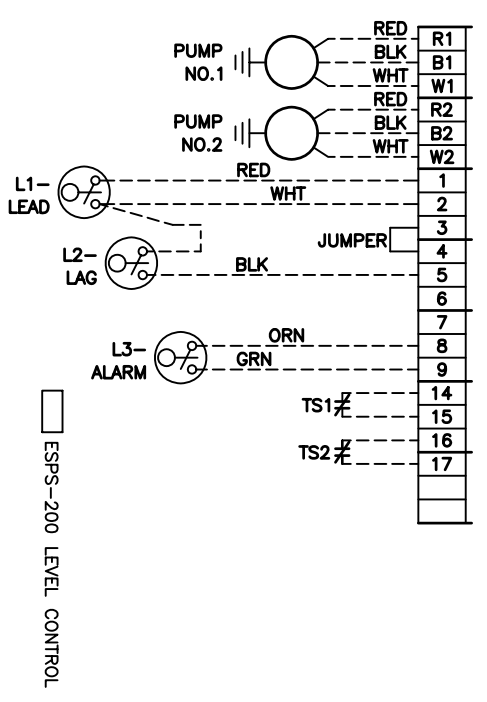 RED
R1
PUMP
NO.1
BLK
B1
WHT
W1
RED
R2
PUMP
NO.2
BLK
B2
WHT
W2
L1-
LEAD
RED
1
WHT
2
3
JUMPER
4
L2-
LAG
BLK
5
6
7
L3-
ALARM
ORN
8
GRN
9
14
TS1
15
16
TS2
17
ESPS-200 LEVEL CONTROL